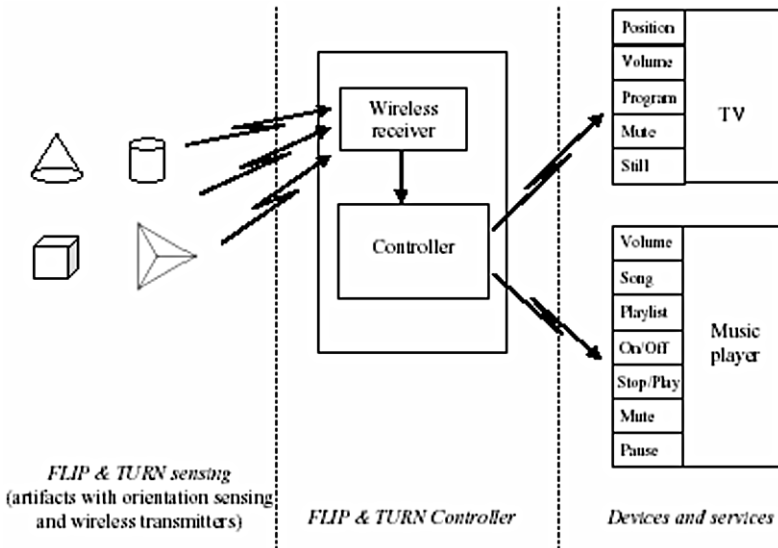 Wireless
receiver
Controller
Position
Volume
Program
Mute
Still
TV
Volume
Song
Playlist
On/Off
Stop/Play
Mute
Pause
Music
player
FLIP & TURN sensing
(artifacts with orientation sensing
and wireless transmitters)
FLIP & TURN Controller
Devices and services